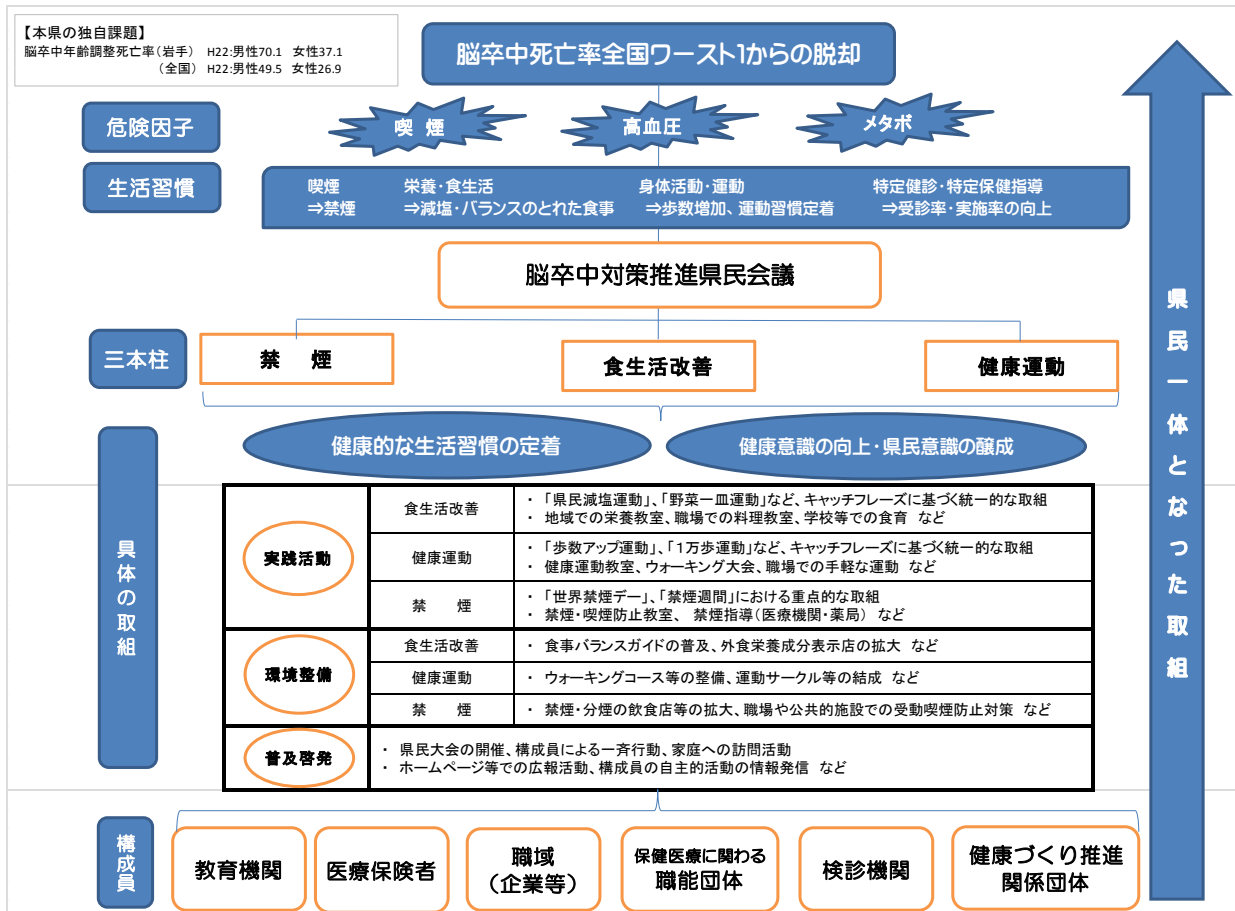 【本県の独自課題】
脳卒中年齢調整死亡率(岩手) H22:男性70.1 女性37.1
(全国) H22:男性49.5 女性26.9
脳卒中死亡率全国ワースト1からの脱却
危険因子
喫 煙
高血圧
メタボ
生活習慣
喫煙 栄養・食生活 身体活動・運動 特定健診・特定保健指導
⇒禁煙 ⇒減塩・バランスのとれた食事 ⇒歩数増加、運動習慣定着 ⇒受診率・実施率の向上
脳卒中対策推進県民会議
三本柱
禁 煙
食生活改善
健康運動
健康的な生活習慣の定着
健康意識の向上・県民意識の醸成
具体の取組
実践活動
食生活改善
・ 「県民減塩運動」、「野菜一皿運動」など、キャッチフレーズに基づく統一的な取組
・ 地域での栄養教室、職場での料理教室、学校等での食育 など
健康運動
・ 「歩数アップ運動」、「1万歩運動」など、キャッチフレーズに基づく統一的な取組
・ 健康運動教室、ウォーキング大会、職場での手軽な運動 など
禁 煙
・ 「世界禁煙デー」、「禁煙週間」における重点的な取組
・ 禁煙・喫煙防止教室、 禁煙指導(医療機関・薬局) など
環境整備
食生活改善
・ 食事バランスガイドの普及、外食栄養成分表示店の拡大 など
健康運動
・ ウォーキングコース等の整備、運動サークル等の結成 など
禁 煙
・ 禁煙・分煙の飲食店等の拡大、職場や公共的施設での受動喫煙防止対策 など
普及啓発
・ 県民大会の開催、構成員による一斉行動、家庭への訪問活動
・ ホームページ等での広報活動、構成員の自主的活動の情報発信 など
構成員
教育機関
医療保険者
職域
(企業等)
保健医療に関わる
職能団体
検診機関
健康づくり推進
関係団体
県民一体となった取組